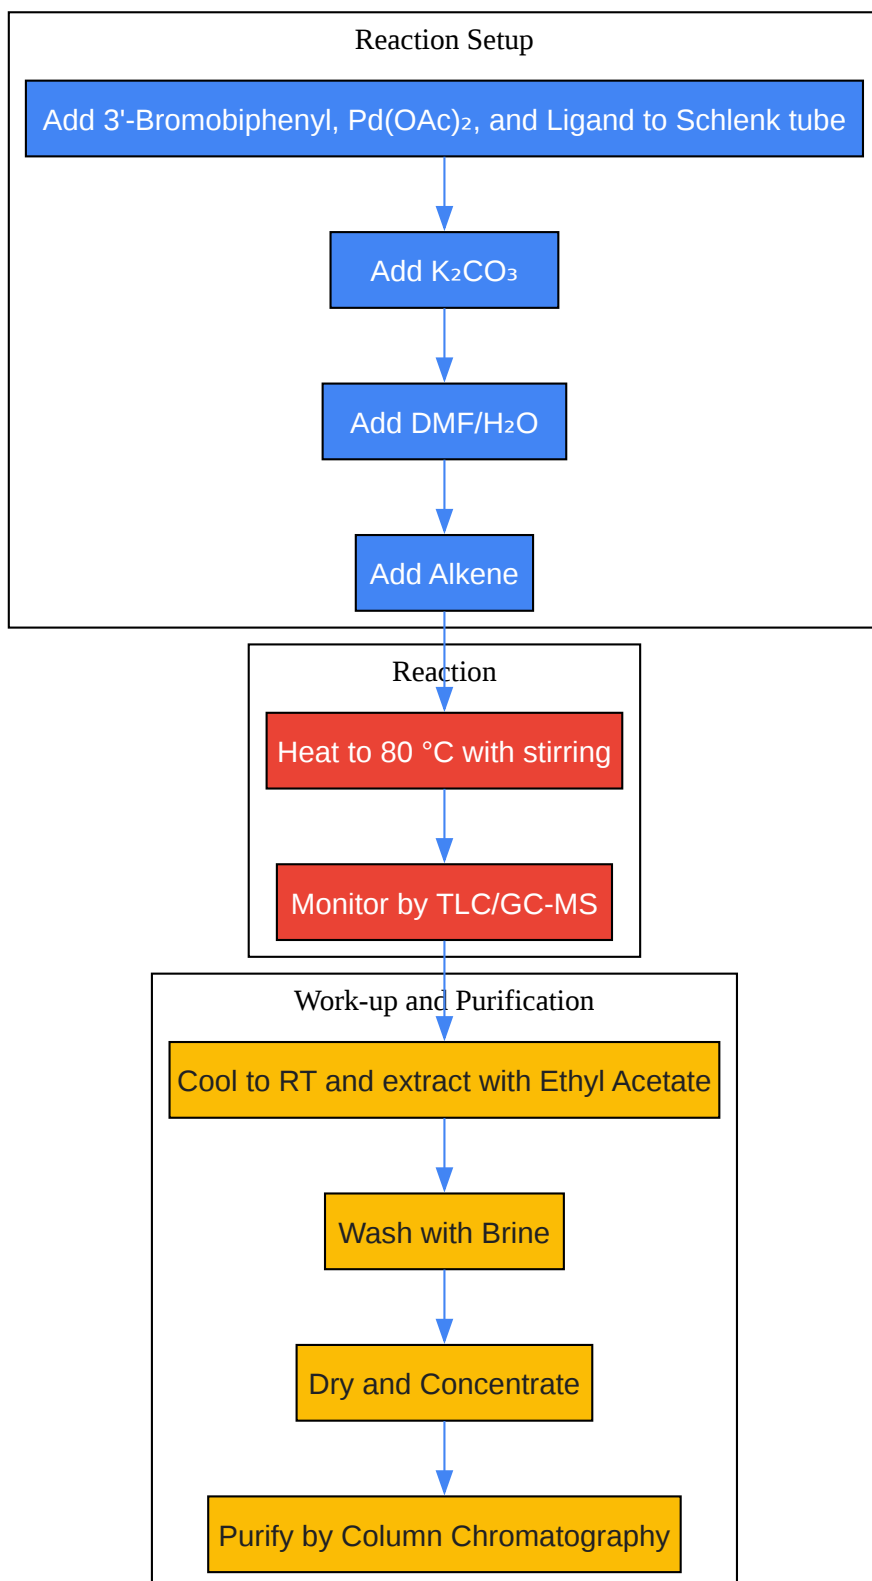 Reaction Setup
Add 3'-Bromobiphenyl, Pd(OAc)₂, and Ligand to Schlenk tube
Add K₂CO₃
Add DMF/H₂O
Add Alkene
Reaction
Heat to 80 °C with stirring
Monitor by TLC/GC-MS
Work-up and Purification
Cool to RT and extract with Ethyl Acetate
Wash with Brine
Dry and Concentrate
Purify by Column Chromatography